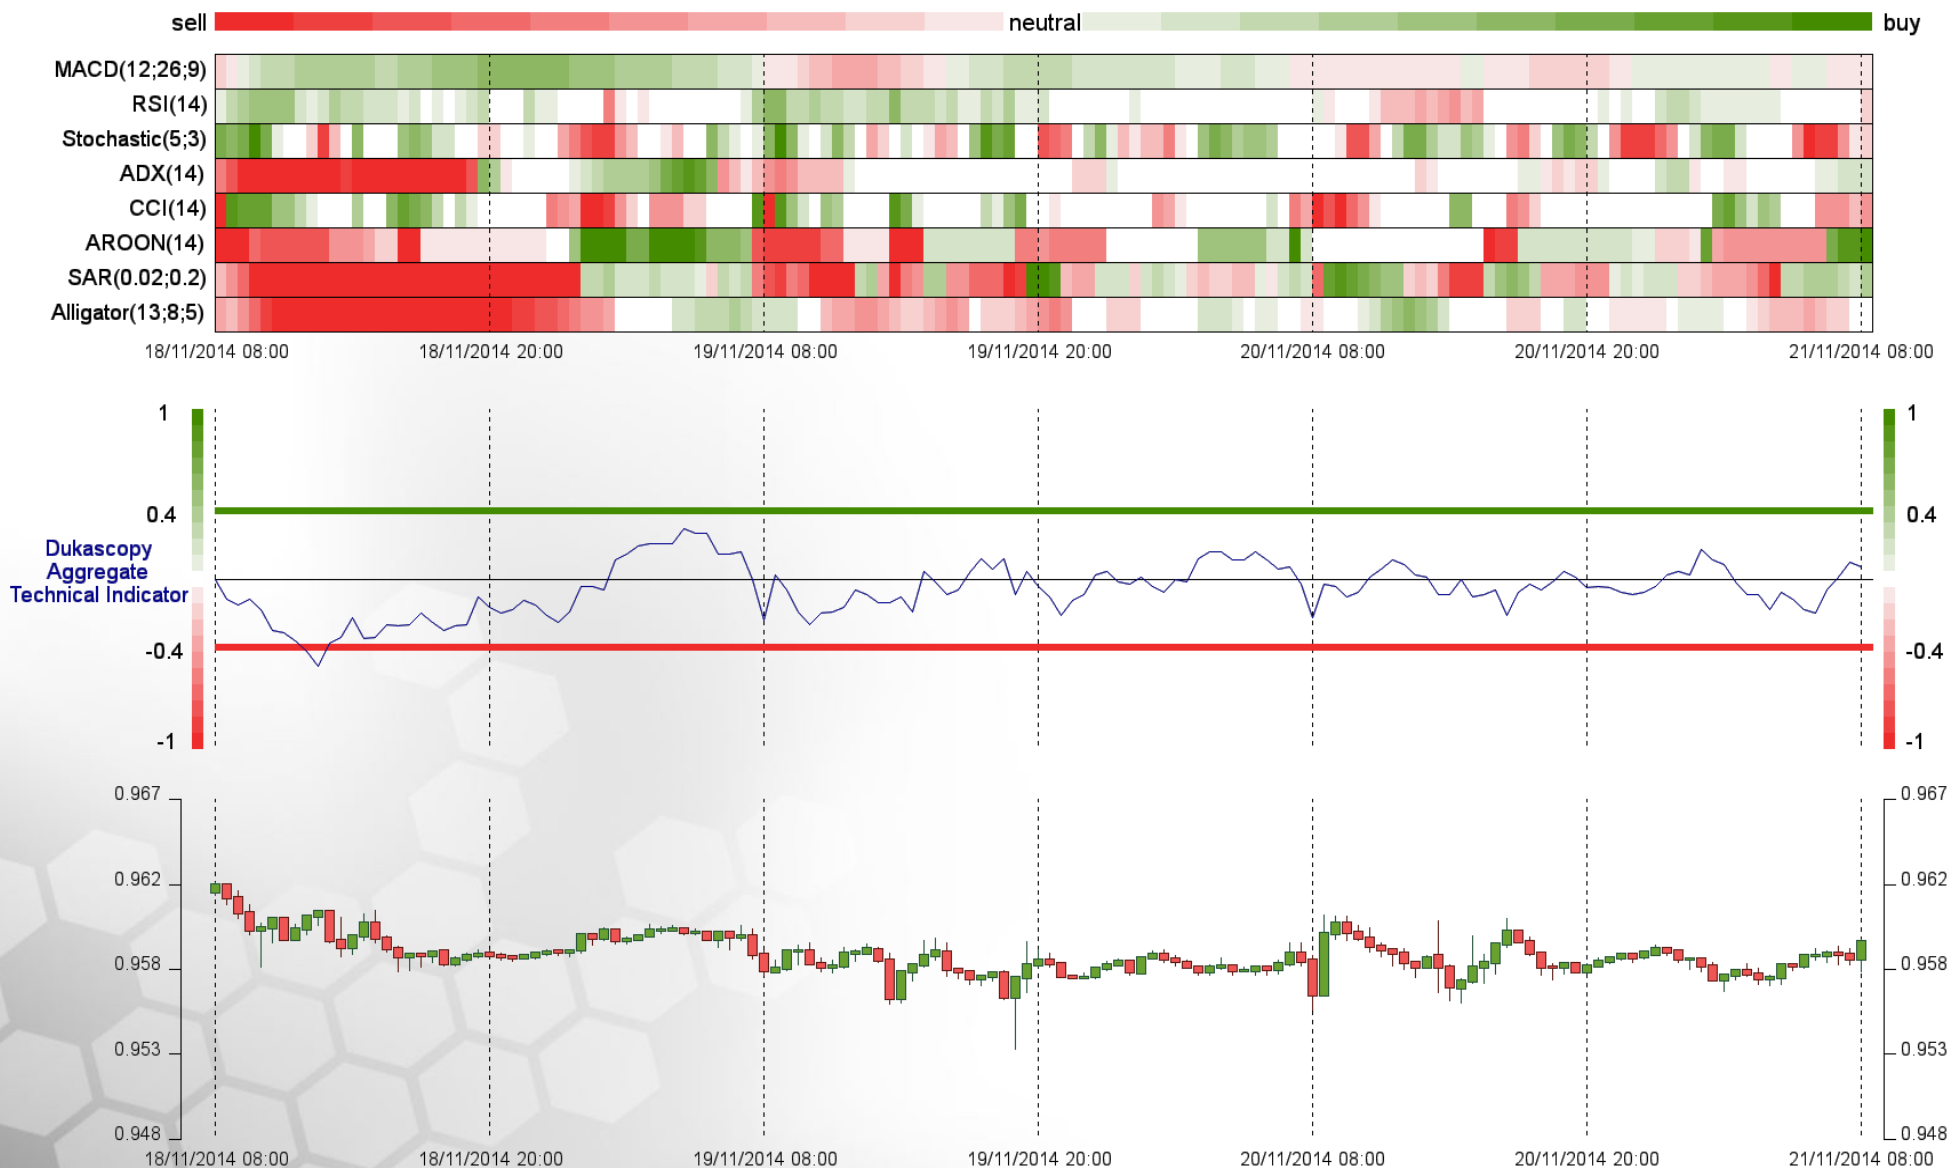 sell neutral buy
MACD(12;26;9)
RSI(14)
Stochastic(5;3)
ADX(14)
CCI(14)
AROON(14)
SAR(0.02;0.2)
Alligator(13;8;5)
18/11/2014 08:00 18/11/2014 20:00 19/11/2014 08:00 19/11/2014 20:00 20/11/2014 08:00 20/11/2014 20:00 21/11/2014 08:00
1 1
0.4 0.4
Dukascopy
Aggregate
Technical Indicator
-0.4 -0.4
-1 -1
0.967 0.967
0.962 0.962
0.958 0.958
0.953 0.953
0.948 0.948
18/11/2014 08:00 18/11/2014 20:00 19/11/2014 08:00 19/11/2014 20:00 20/11/2014 08:00 20/11/2014 20:00 21/11/2014 08:00